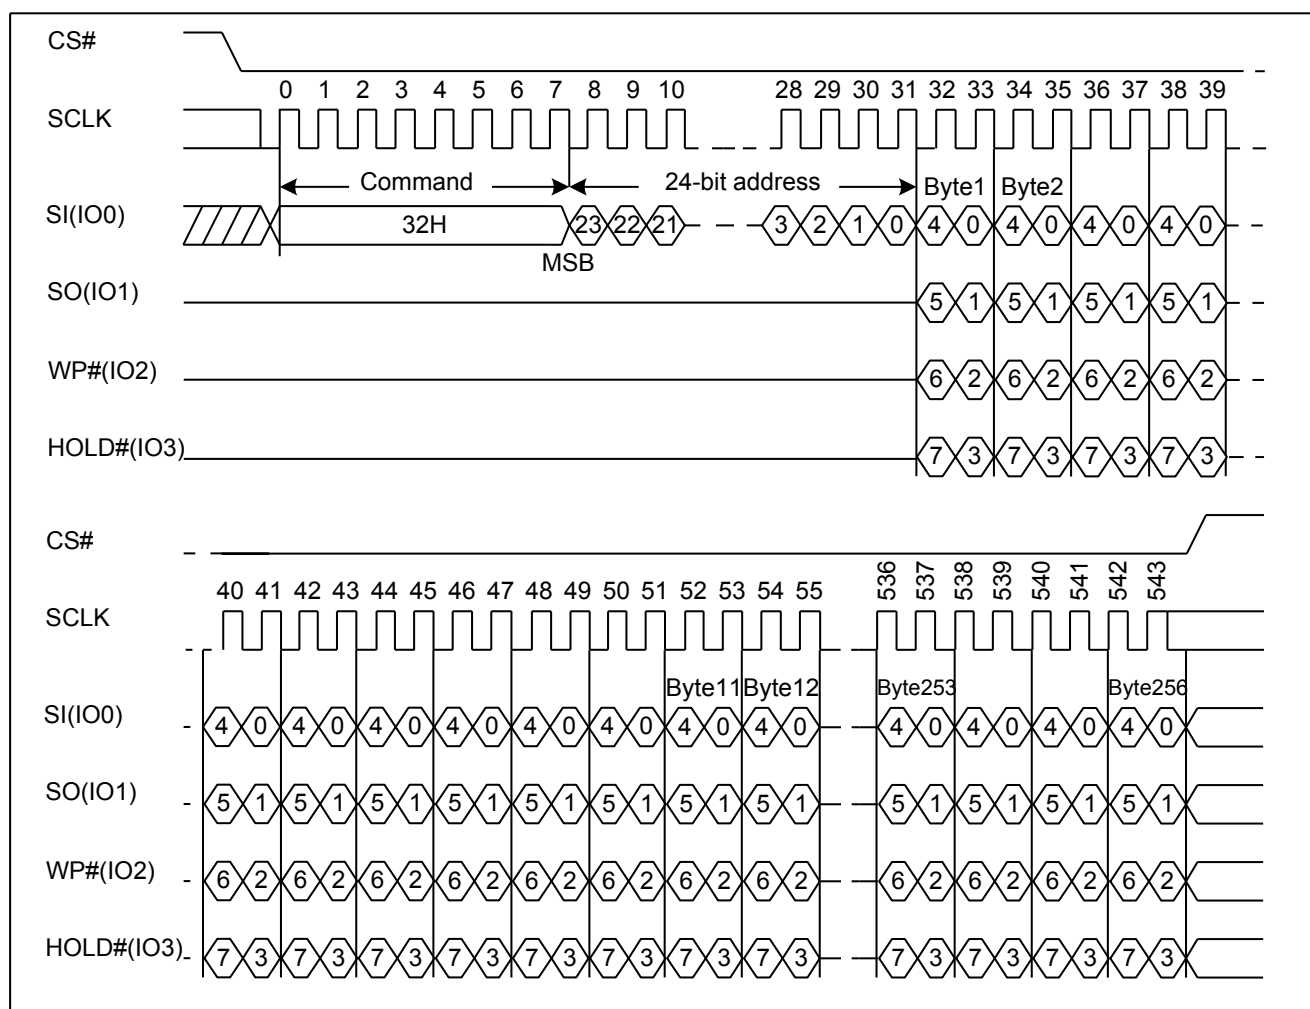 CS#
0 1 2 3 4 5 6 7 8 9 10 28 29 30 31 32 33 34 35 36 37 38 39
SCLK
Command 24-bit address Byte1 Byte2
SI(IO0) 32H 23 22 21 3 2 1 0 4 0 4 0 4 0 4 0
MSB
SO(IO1) 5 1 5 1 5 1 5 1
WP#(IO2) 6 2 6 2 6 2 6 2
HOLD#(IO3) 7 3 7 3 7 3 7 3
CS#
40 41 42 43 44 45 46 47 48 49 50 51 52 53 54 55 536 537 538 539 540 541 542 543
SCLK
Byte11 Byte12 Byte253 Byte256
SI(IO0) 4 0 4 0 4 0 4 0 4 0 4 0 4 0 4 0 4 0 4 0 4 0 4 0
SO(IO1) 5 1 5 1 5 1 5 1 5 1 5 1 5 1 5 1 5 1 5 1 5 1 5 1
WP#(IO2) 6 2 6 2 6 2 6 2 6 2 6 2 6 2 6 2 6 2 6 2 6 2 6 2
HOLD#(IO3) 7 3 7 3 7 3 7 3 7 3 7 3 7 3 7 3 7 3 7 3 7 3 7 3